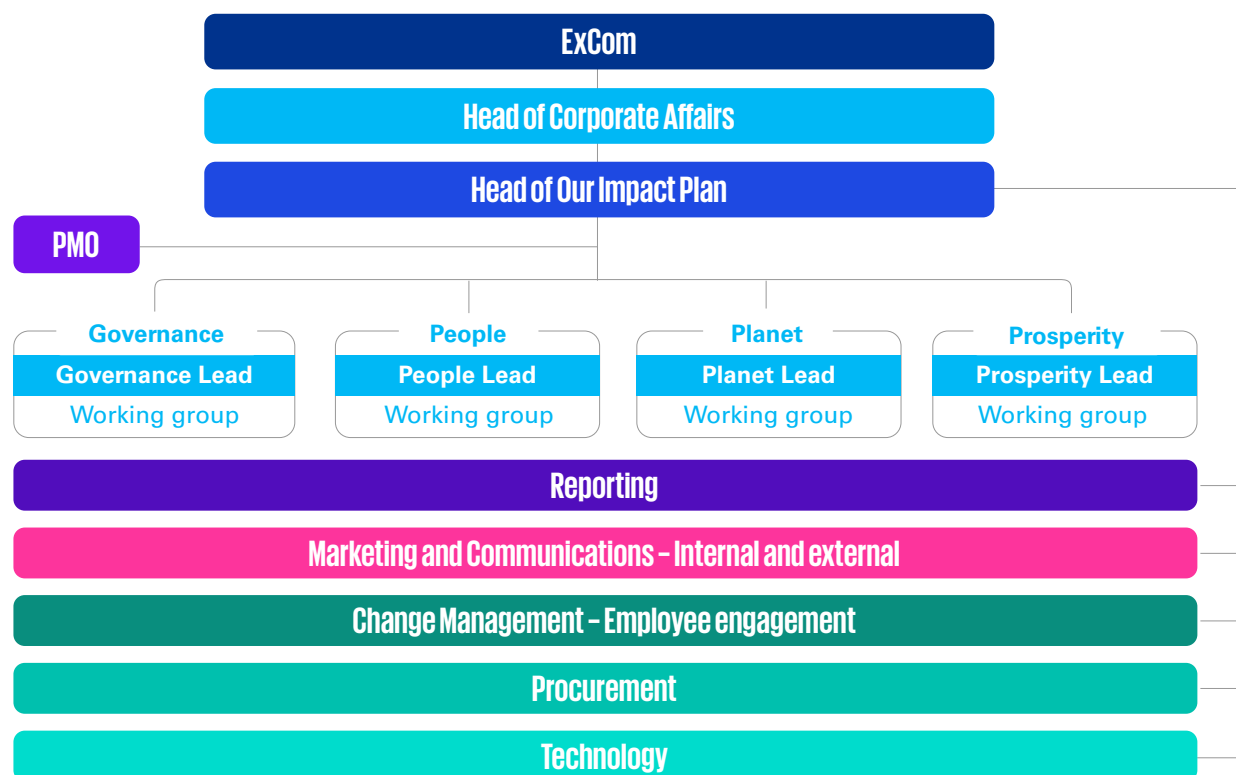 ExCom
Head of Corporate Affairs
Head of Our Impact Plan
PMO
Governance
Governance Lead
Working group
People
People Lead
Working group
Planet
Planet Lead
Working group
Prosperity
Prosperity Lead
Working group
Reporting
Marketing and Communications – Internal and external
Change Management – Employee engagement
Procurement
Technology